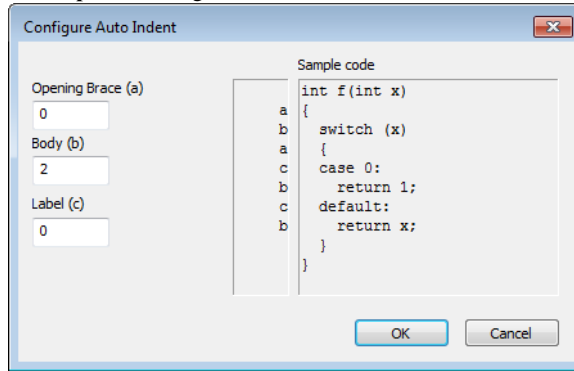 Configure Auto Indent
Opening Brace (a)
0
Body (b)
2
Label (c)
0
Sample code
int f(int x)
a {
b switch (x)
a {
c case 0:
b return 1;
c default:
b return x;
}
}
OK Cancel